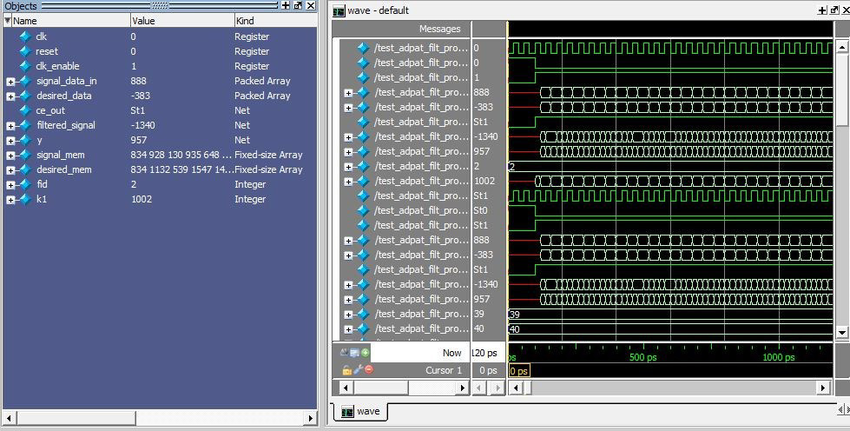 Objects
Name Value Kind
clk 0 Register
reset 0 Register
clk_enable 1 Register
signal_data_in 888 Packed Array
desired_data -383 Packed Array
ce_out St1 Net
filtered_signal -1340 Net
y 957 Net
signal_mem 834 928 130 935 648 ... Fixed-size Array
desired_mem 834 1132 539 1547 14... Fixed-size Array
fid 2 Integer
k1 1002 Integer
wave - default
Messages
/test_adpat_filt_pro... 0
/test_adpat_filt_pro... 0
/test_adpat_filt_pro... 1
/test_adpat_filt_pro... 888
/test_adpat_filt_pro... -383
/test_adpat_filt_pro... St1
/test_adpat_filt_pro... -1340
/test_adpat_filt_pro... 957
/test_adpat_filt_pro... 2 2
/test_adpat_filt_pro... 1002
/test_adpat_filt_pro... St1
/test_adpat_filt_pro... St0
/test_adpat_filt_pro... St1
/test_adpat_filt_pro... 888
/test_adpat_filt_pro... -383
/test_adpat_filt_pro... St1
/test_adpat_filt_pro... -1340
/test_adpat_filt_pro... 957
/test_adpat_filt_pro... 39 39
/test_adpat_filt_pro... 40 40
Now 120 ps ps 500 ps 1000 ps
Cursor 1 0 ps 0 ps
wave